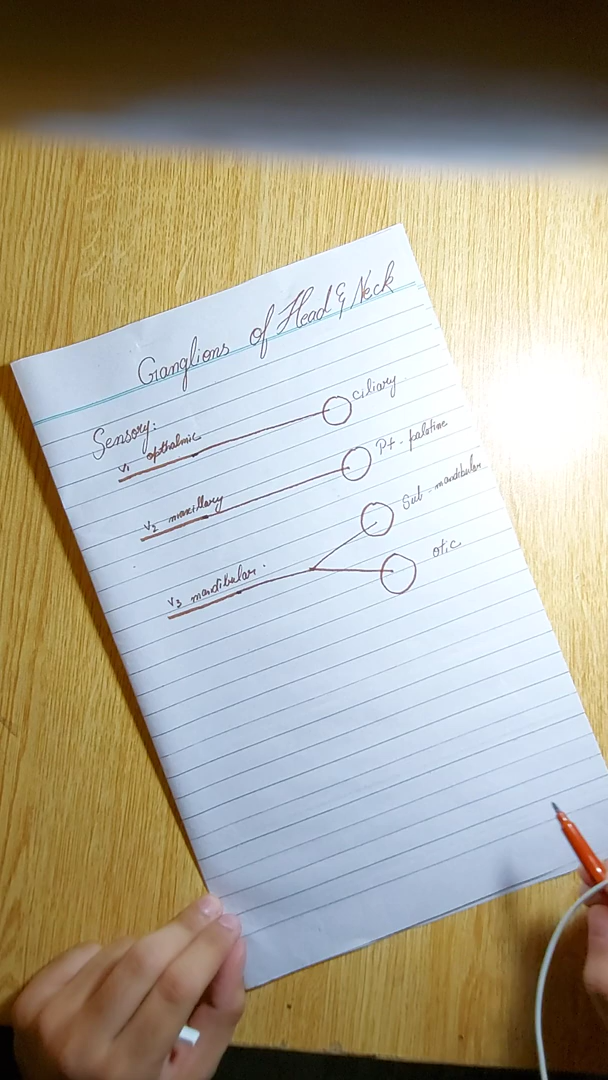 Ganglions of Head & Neck
Sensory:
V1 opthalmic
ciliary
V2 maxillary
Pt - palatine
V3 mandibular.
Sub - mandibular
otic